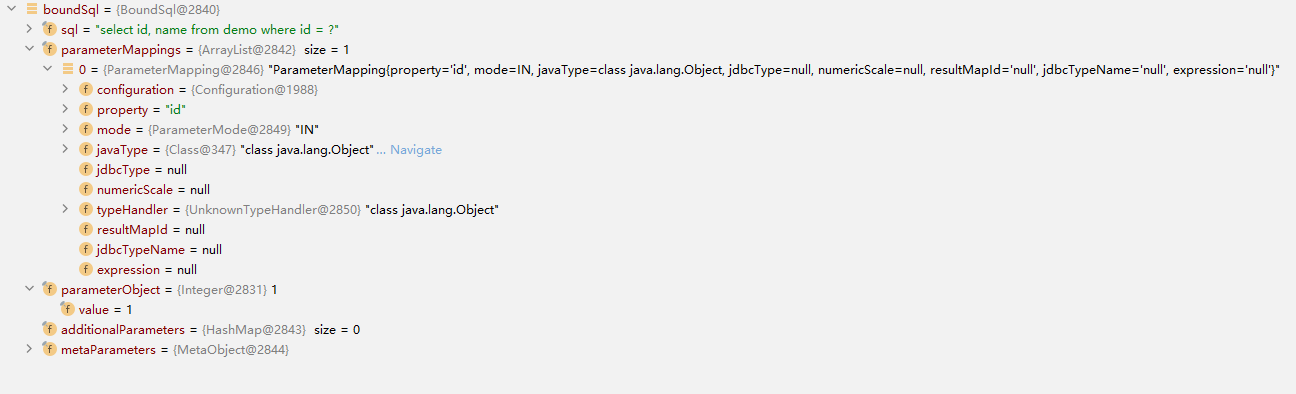 boundSql = {BoundSql@2840}
f sql = "select id, name from demo where id = ?"
f parameterMappings = {ArrayList@2842} size = 1
0 = {ParameterMapping@2846} "ParameterMapping{property='id', mode=IN, javaType=class java.lang.Object, jdbcType=null, numericScale=null, resultMapId='null', jdbcTypeName='null', expression='null'}"
f configuration = {Configuration@1988}
f property = "id"
f mode = {ParameterMode@2849} "IN"
f javaType = {Class@347} "class java.lang.Object" ... Navigate
f jdbcType = null
f numericScale = null
f typeHandler = {UnknownTypeHandler@2850} "class java.lang.Object"
f resultMapId = null
f jdbcTypeName = null
f expression = null
f parameterObject = {Integer@2831} 1
f value = 1
f additionalParameters = {HashMap@2843} size = 0
f metaParameters = {MetaObject@2844}